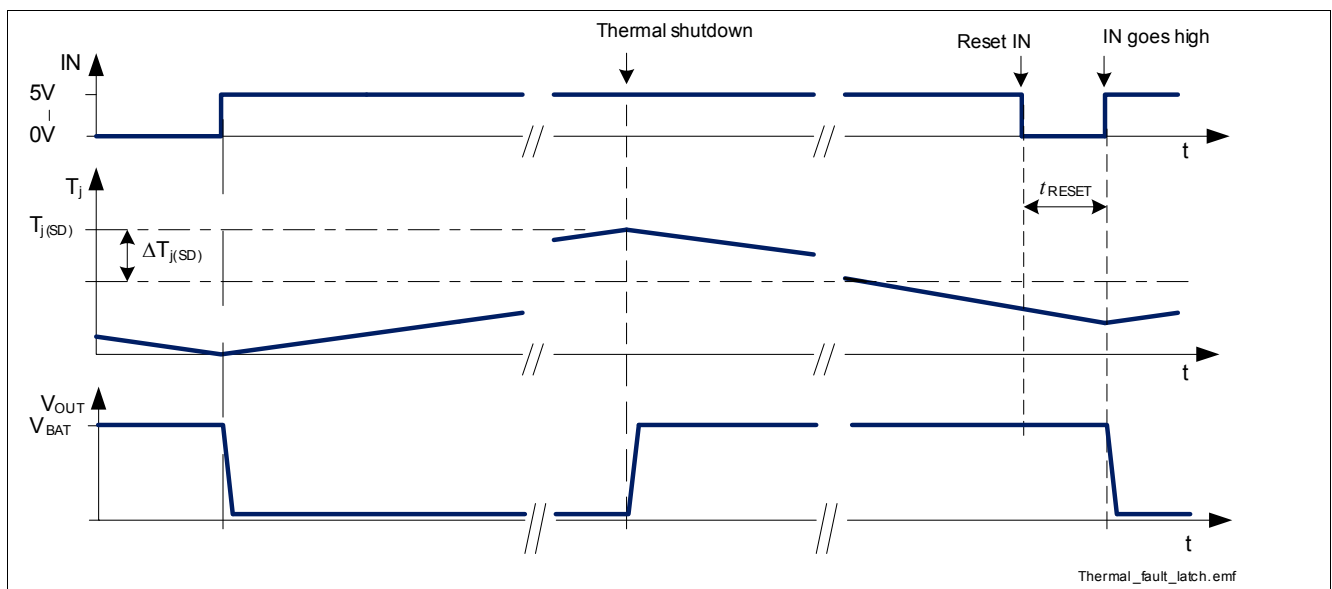 Thermal shutdown
Reset IN
IN goes high
IN
5V
0V
t
Tj
tRESET
Tj(SD)
ΔTj(SD)
t
VOUT
VBAT
t
Thermal_fault_latch.emf